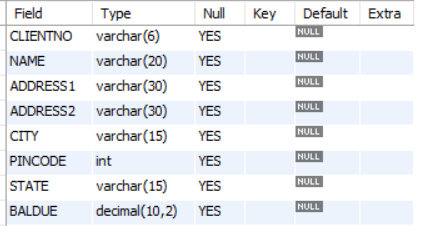 Field Type Null Key Default Extra
CLIENTNO varchar(6) YES NULL
NAME varchar(20) YES NULL
ADDRESS1 varchar(30) YES NULL
ADDRESS2 varchar(30) YES NULL
CITY varchar(15) YES NULL
PINCODE int YES NULL
STATE varchar(15) YES NULL
BALDUE decimal(10,2) YES NULL